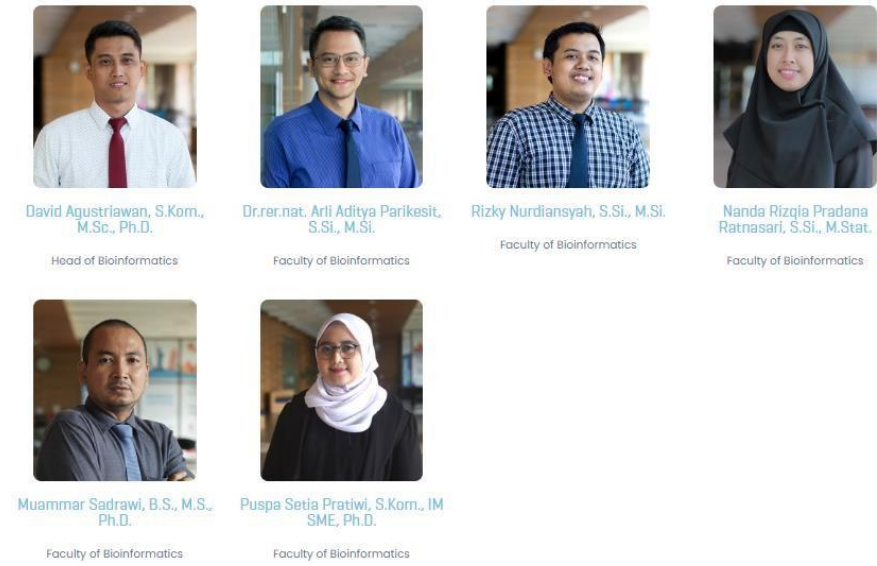 David Agustriawan, S.Kom.,
M.Sc., Ph.D.
Head of Bioinformatics
Dr.rer.nat. Arli Aditya Parikesit,
S.Si., M.Si.
Faculty of Bioinformatics
Rizky Nurdiansyah, S.Si., M.Si.
Faculty of Bioinformatics
Nanda Rizqia Pradana
Ratnasari, S.Si., M.Stat.
Faculty of Bioinformatics
Muammar Sadrawi, B.S., M.S.,
Ph.D.
Faculty of Bioinformatics
Puspa Setia Pratiwi, S.Kom., IM
SME, Ph.D.
Faculty of Bioinformatics